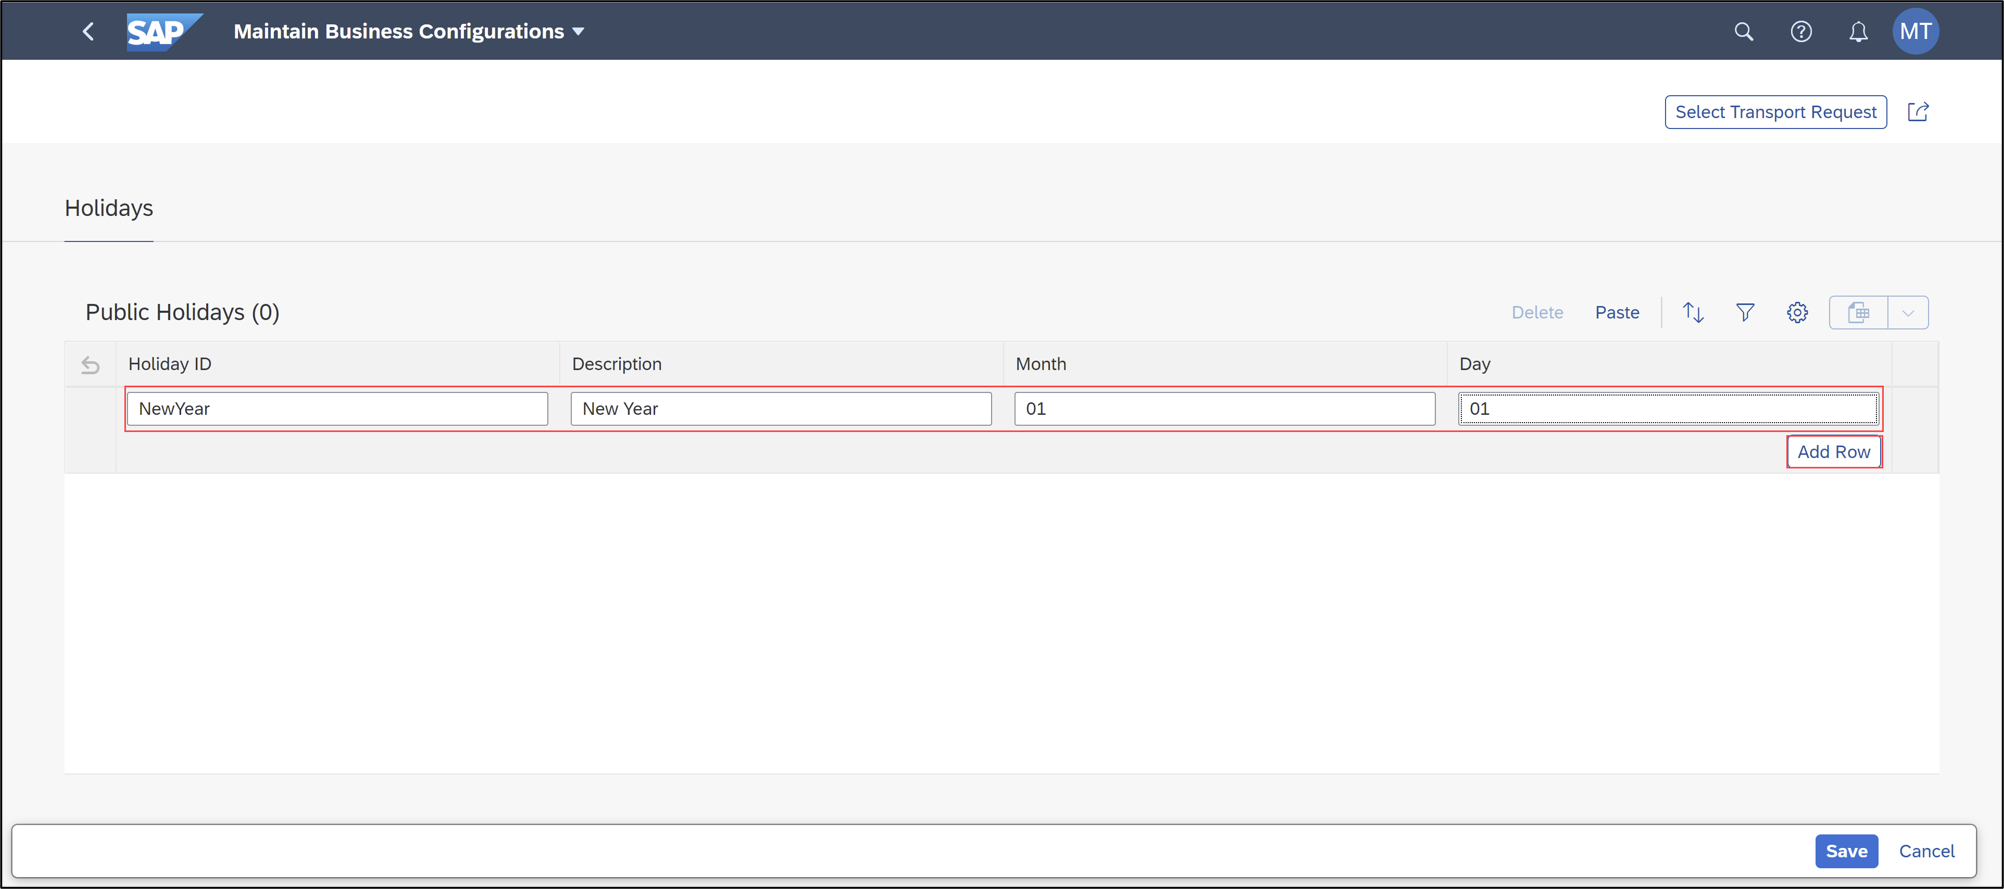 SAP Maintain Business Configurations MT
Select Transport Request
Holidays
Public Holidays (0) Delete Paste
Holiday ID Description Month Day
NewYear New Year 01 01
Add Row
Save Cancel